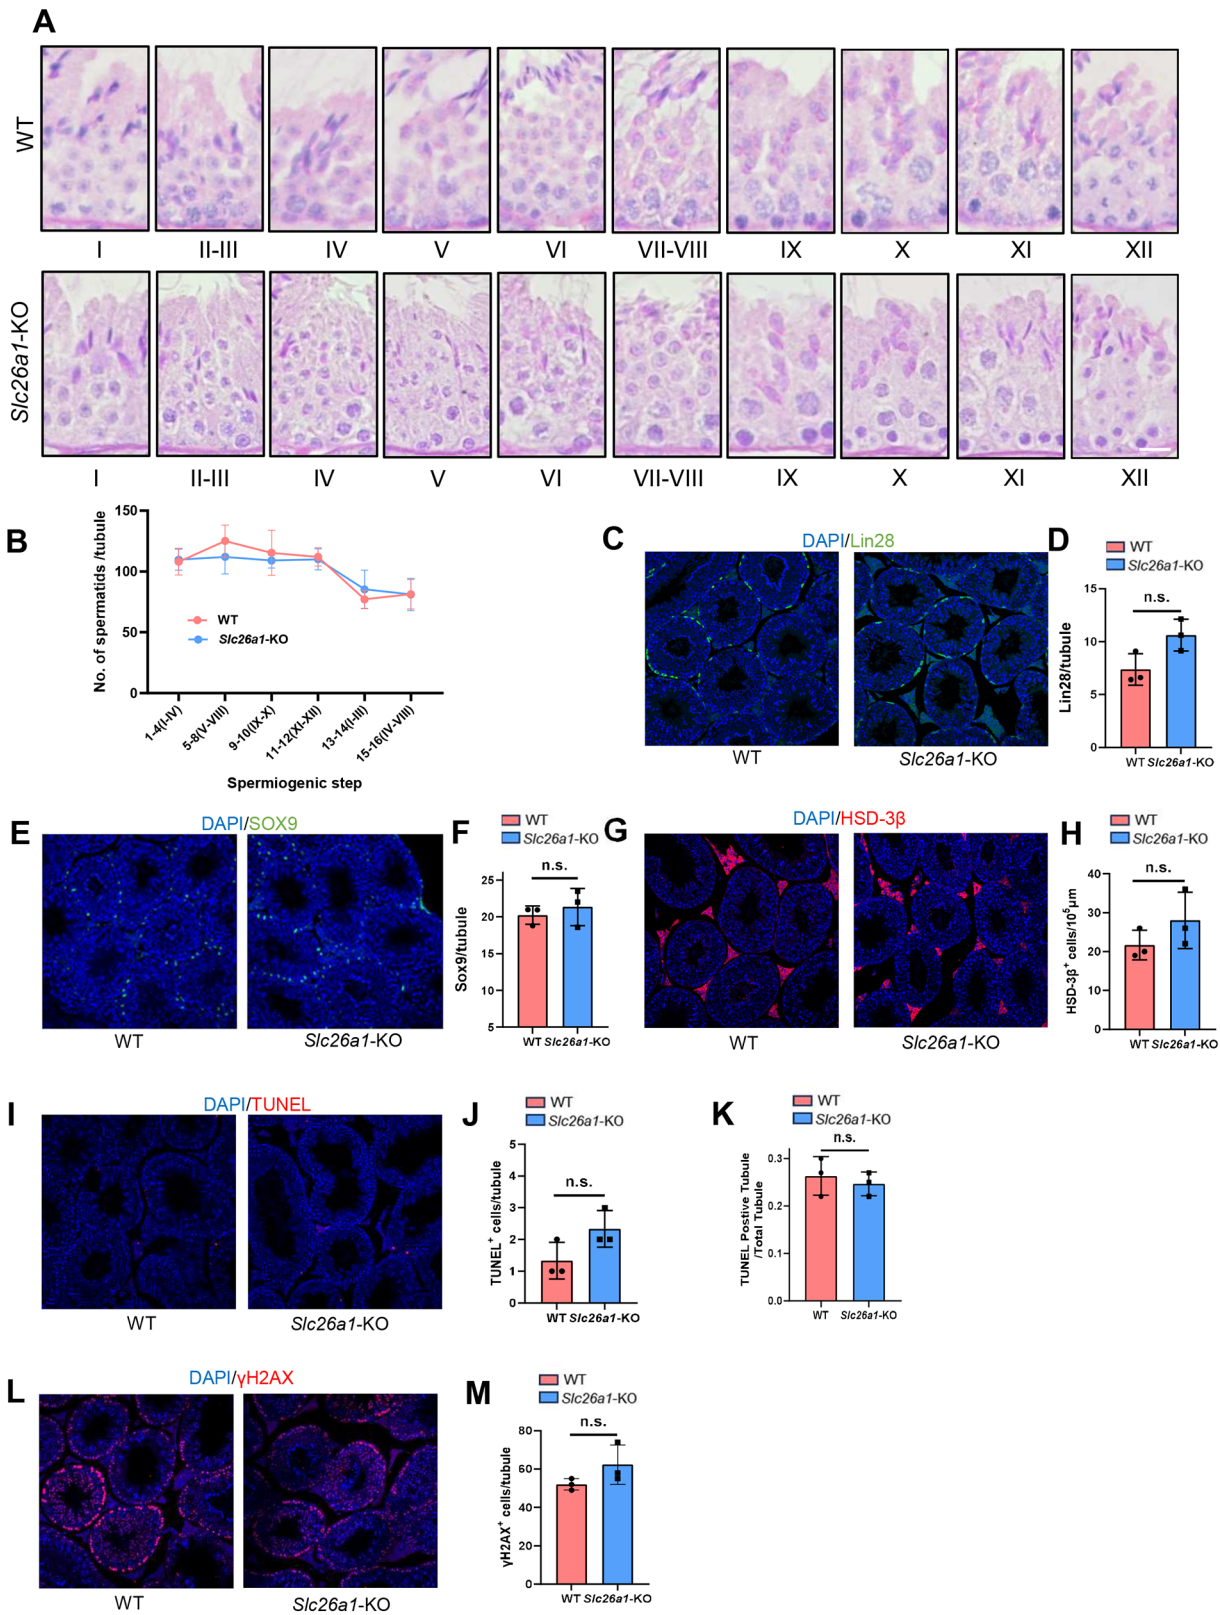 A
WT
I II-III IV V VI VII-VIII IX X XI XII
Slc26a1-KO
I II-III IV V VI VII-VIII IX X XI XII
B
No. of spermatids /tubule
150
100
50
0
WT
Slc26a1-KO
1-4(I-IV)
5-8(V-VIII)
9-10(IX-X)
11-12(XI-XII)
13-14(I-III)
15-16(IV-VIII)
Spermiogenic step
C
DAPI/Lin28
WT
Slc26a1-KO
D
WT
Slc26a1-KO
n.s.
Lin28/tubule
15
10
5
0
WT Slc26a1-KO
E
DAPI/SOX9
WT
Slc26a1-KO
F
WT
Slc26a1-KO
n.s.
Sox9/tubule
25
20
15
10
5
WT Slc26a1-KO
G
DAPI/HSD-3β
WT
Slc26a1-KO
H
WT
Slc26a1-KO
n.s.
HSD-3β⁺ cells/10⁵μm
40
30
20
10
0
WT Slc26a1-KO
I
DAPI/TUNEL
WT
Slc26a1-KO
J
WT
Slc26a1-KO
n.s.
TUNEL⁺ cells/tubule
5
4
3
2
1
0
WT Slc26a1-KO
K
WT
Slc26a1-KO
n.s.
TUNEL Postive Tubule
/Total Tubule
0.3
0.2
0.1
0.0
WT Slc26a1-KO
L
DAPI/γH2AX
WT
Slc26a1-KO
M
WT
Slc26a1-KO
n.s.
γH2AX⁺ cells/tubule
80
60
40
20
0
WT Slc26a1-KO